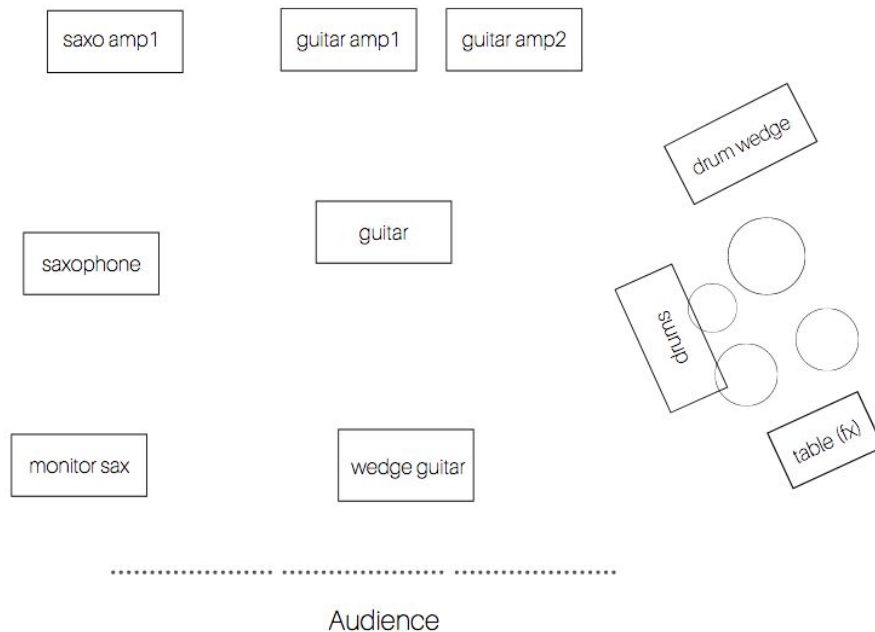 saxo amp1
guitar amp1
guitar amp2
drum wedge
guitar
saxophone
drums
table (fx)
monitor sax
wedge guitar
Audience